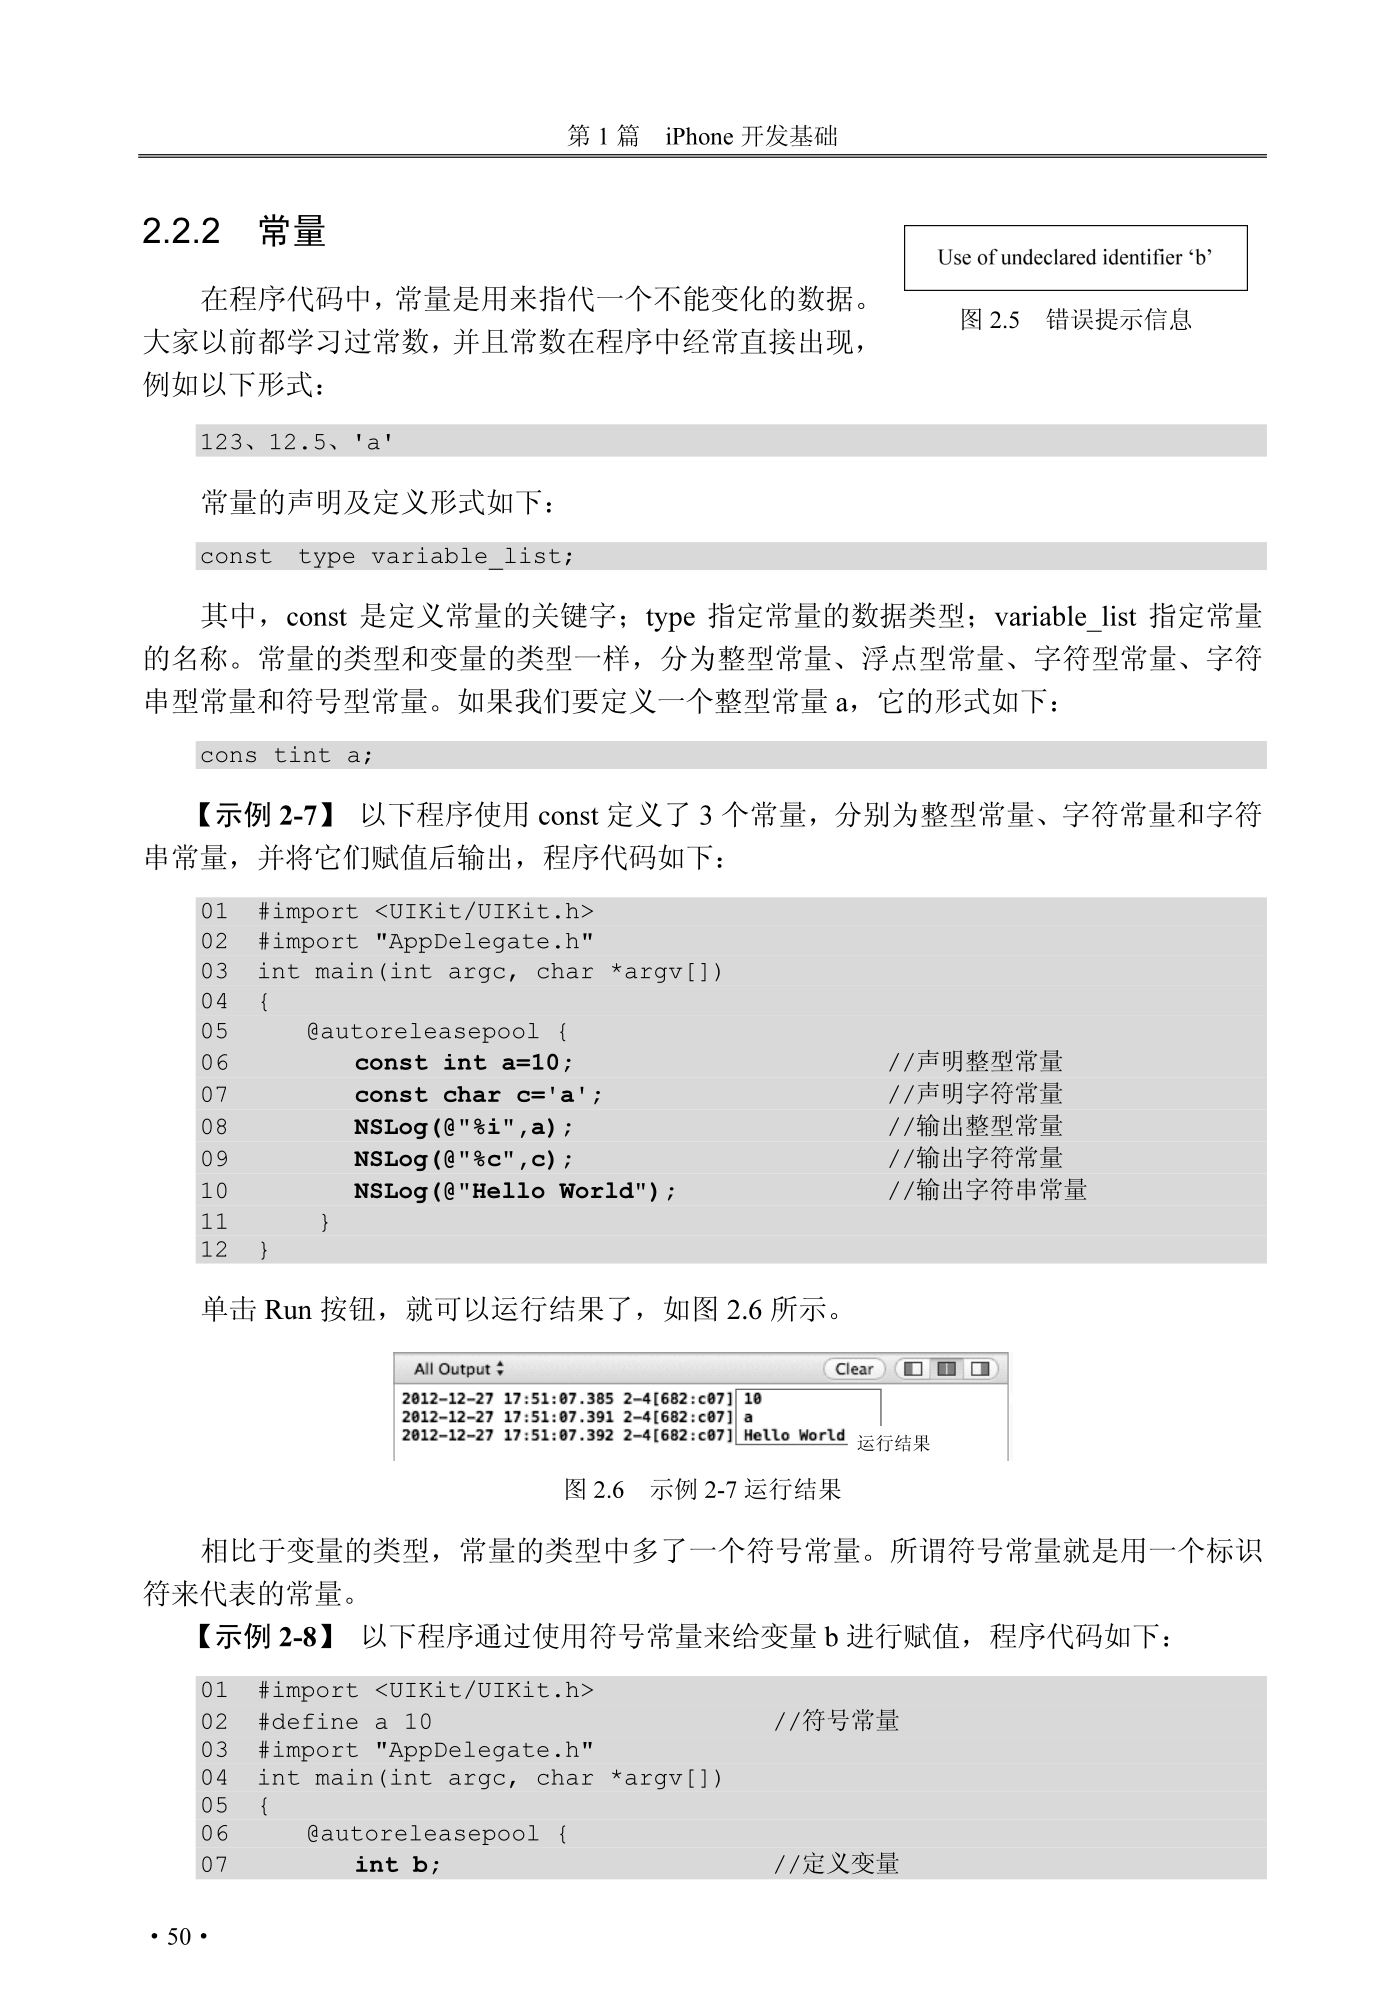 第 1 篇　iPhone 开发基础
2.2.2　常量
在程序代码中，常量是用来指代一个不能变化的数据。
大家以前都学习过常数，并且常数在程序中经常直接出现，
例如以下形式：
Use of undeclared identifier ‘b’
图 2.5　错误提示信息
123、12.5、'a'
常量的声明及定义形式如下：
const  type variable_list;
其中，const 是定义常量的关键字；type 指定常量的数据类型；variable_list 指定常量
的名称。常量的类型和变量的类型一样，分为整型常量、浮点型常量、字符型常量、字符
串型常量和符号型常量。如果我们要定义一个整型常量 a，它的形式如下：
cons tint a;
【示例 2-7】 以下程序使用 const 定义了 3 个常量，分别为整型常量、字符常量和字符
串常量，并将它们赋值后输出，程序代码如下：
01  #import <UIKit/UIKit.h>
02  #import "AppDelegate.h"
03  int main(int argc, char *argv[])
04  {
05     @autoreleasepool {
06        const int a=10;                      //声明整型常量
07        const char c='a';                    //声明字符常量
08        NSLog(@"%i",a);                      //输出整型常量
09        NSLog(@"%c",c);                      //输出字符常量
10        NSLog(@"Hello World");               //输出字符串常量
11      }
12  }
单击 Run 按钮，就可以运行结果了，如图 2.6 所示。
All Output Clear
2012-12-27 17:51:07.385 2-4[682:c07] 10
2012-12-27 17:51:07.391 2-4[682:c07] a
2012-12-27 17:51:07.392 2-4[682:c07] Hello World
运行结果
图 2.6　示例 2-7 运行结果
相比于变量的类型，常量的类型中多了一个符号常量。所谓符号常量就是用一个标识
符来代表的常量。
【示例 2-8】 以下程序通过使用符号常量来给变量 b 进行赋值，程序代码如下：
01  #import <UIKit/UIKit.h>
02  #define a 10                       //符号常量
03  #import "AppDelegate.h"
04  int main(int argc, char *argv[])
05  {
06     @autoreleasepool {
07        int b;                       //定义变量
· 50 ·